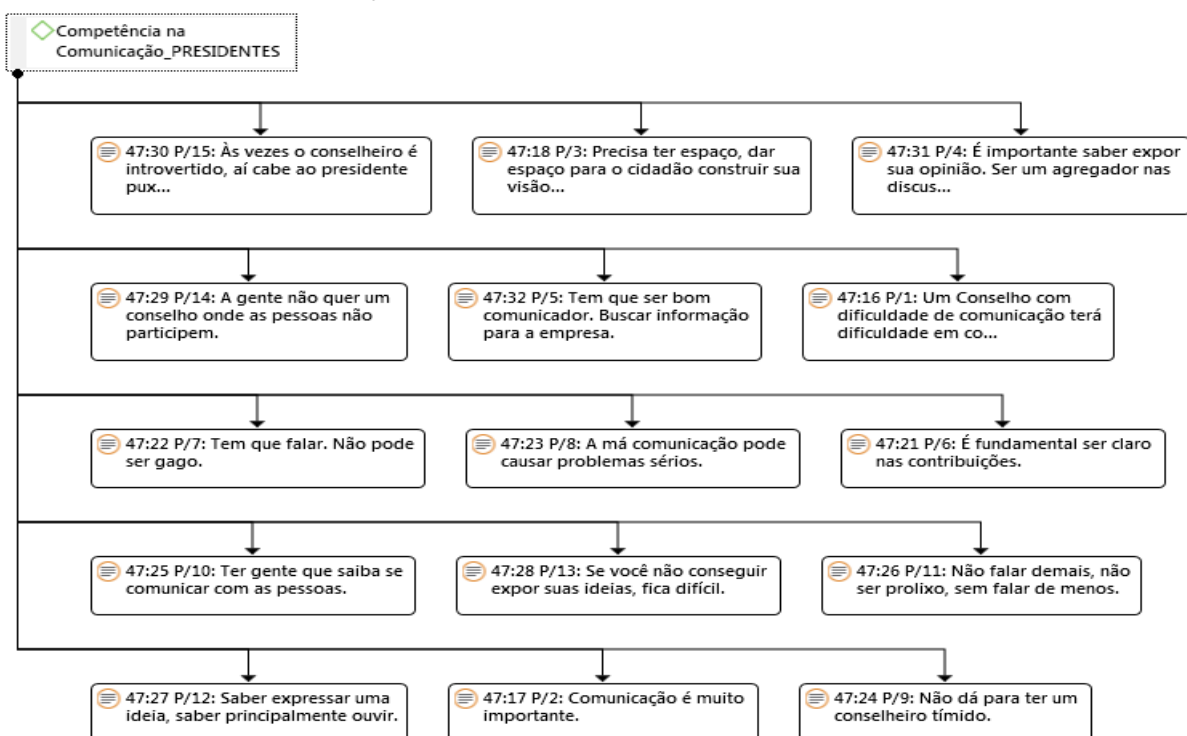 Competência na
Comunicação_PRESIDENTES
47:30 P/15: Às vezes o conselheiro é
introvertido, aí cabe ao presidente
pux...
47:18 P/3: Precisa ter espaço, dar
espaço para o cidadão construir sua
visão...
47:31 P/4: É importante saber expor
sua opinião. Ser um agregador nas
discus...
47:29 P/14: A gente não quer um
conselho onde as pessoas não
participem.
47:32 P/5: Tem que ser bom
comunicador. Buscar informação
para a empresa.
47:16 P/1: Um Conselho com
dificuldade de comunicação terá
dificuldade em co...
47:22 P/7: Tem que falar. Não pode
ser gago.
47:23 P/8: A má comunicação pode
causar problemas sérios.
47:21 P/6: É fundamental ser claro
nas contribuições.
47:25 P/10: Ter gente que saiba se
comunicar com as pessoas.
47:28 P/13: Se você não conseguir
expor suas ideias, fica difícil.
47:26 P/11: Não falar demais, não
ser prolixo, sem falar de menos.
47:27 P/12: Saber expressar uma
ideia, saber principalmente ouvir.
47:17 P/2: Comunicação é muito
importante.
47:24 P/9: Não dá para ter um
conselheiro tímido.